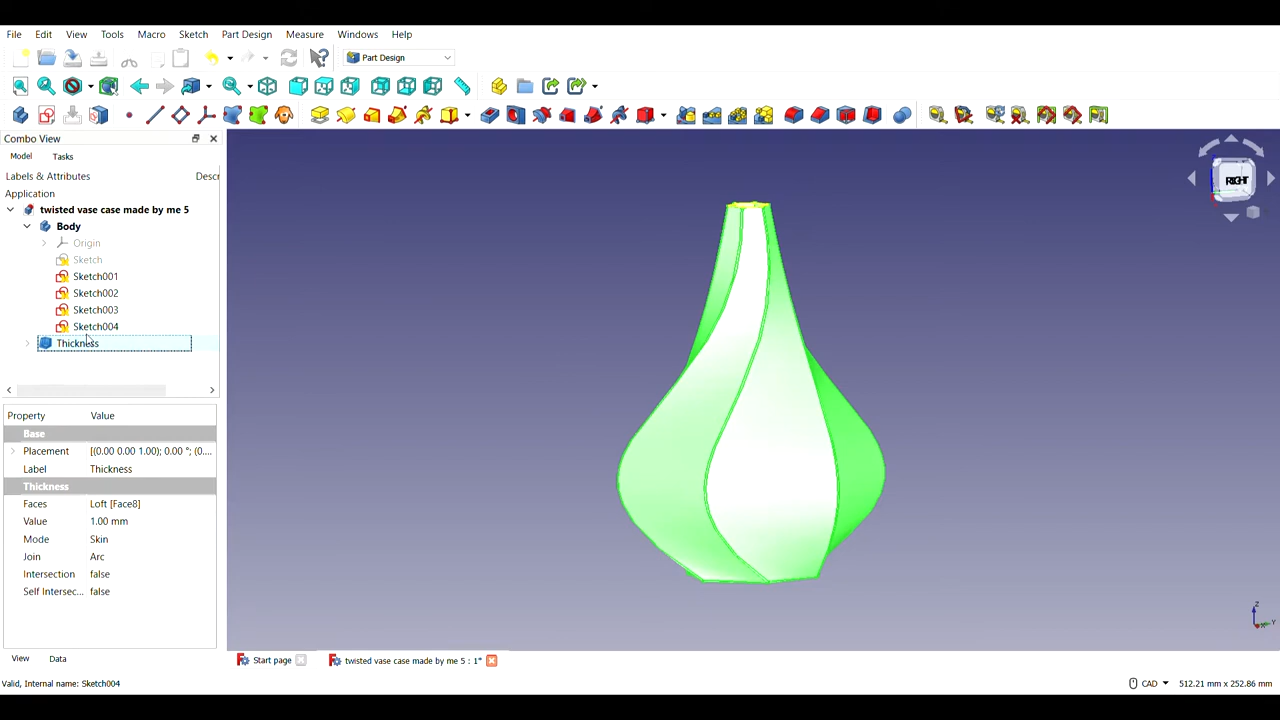 File Edit View Tools Macro Sketch Part Design Measure Windows Help
Part Design
Combo View
Model Tasks
Labels & Attributes Descr
Application
twisted vase case made by me 5
Body
Origin
Sketch
Sketch001
Sketch002
Sketch003
Sketch004
Thickness
Property Value
Base
Placement [(0.00 0.00 1.00); 0.00 °; (0....
Label Thickness
Thickness
Faces Loft [Face8]
Value 1.00 mm
Mode Skin
Join Arc
Intersection false
Self Intersec... false
View Data
RIGHT
Z
Y
Start page
twisted vase case made by me 5 : 1*
Valid, Internal name: Sketch004
CAD 512.21 mm x 252.86 mm